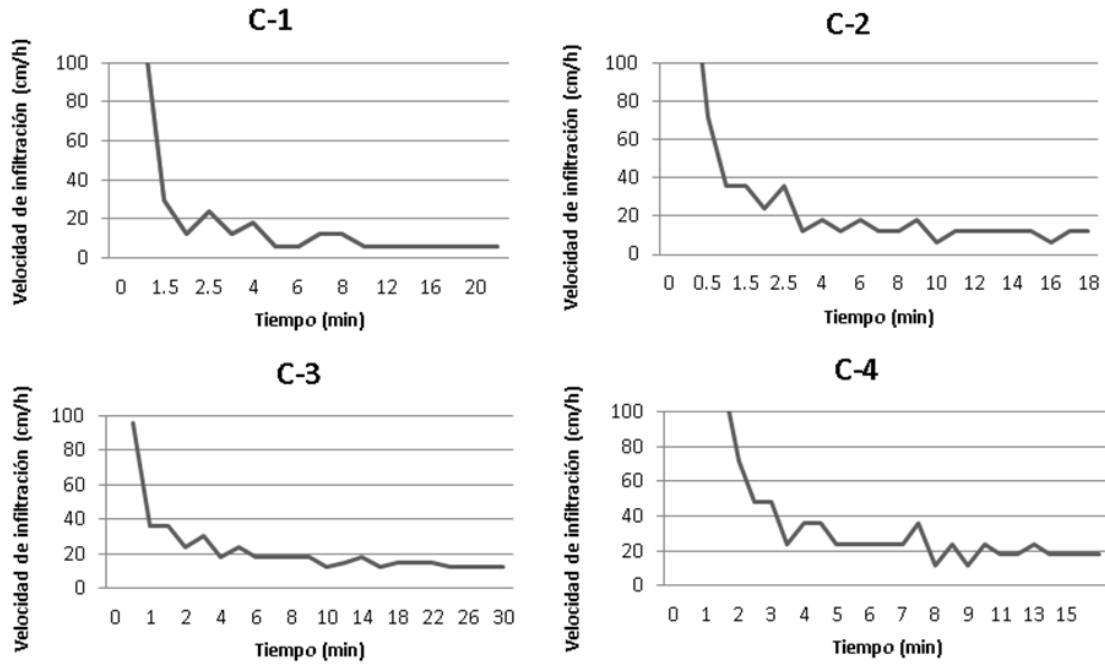 C-1
Velocidad de infiltración (cm/h)
100
80
60
40
20
0
0 1.5 2.5 4 6 8 12 16 20
Tiempo (min)
C-2
Velocidad de infiltración (cm/h)
100
80
60
40
20
0
0 0.5 1.5 2.5 4 6 8 10 12 14 16 18
Tiempo (min)
C-3
Velocidad de infiltración (cm/h)
100
80
60
40
20
0
0 1 2 4 6 8 10 14 18 22 26 30
Tiempo (min)
C-4
Velocidad de infiltración (cm/h)
100
80
60
40
20
0
0 1 2 3 4 5 6 7 8 9 11 13 15
Tiempo (min)